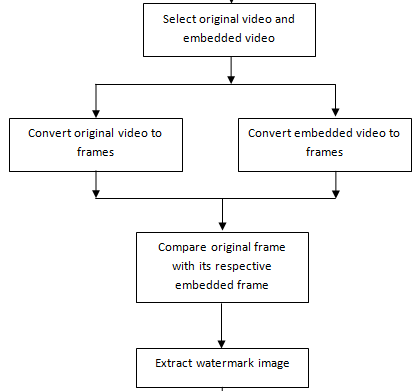 Select original video and
embedded video
Convert original video to
frames
Convert embedded video to
frames
Compare original frame
with its respective
embedded frame
Extract watermark image